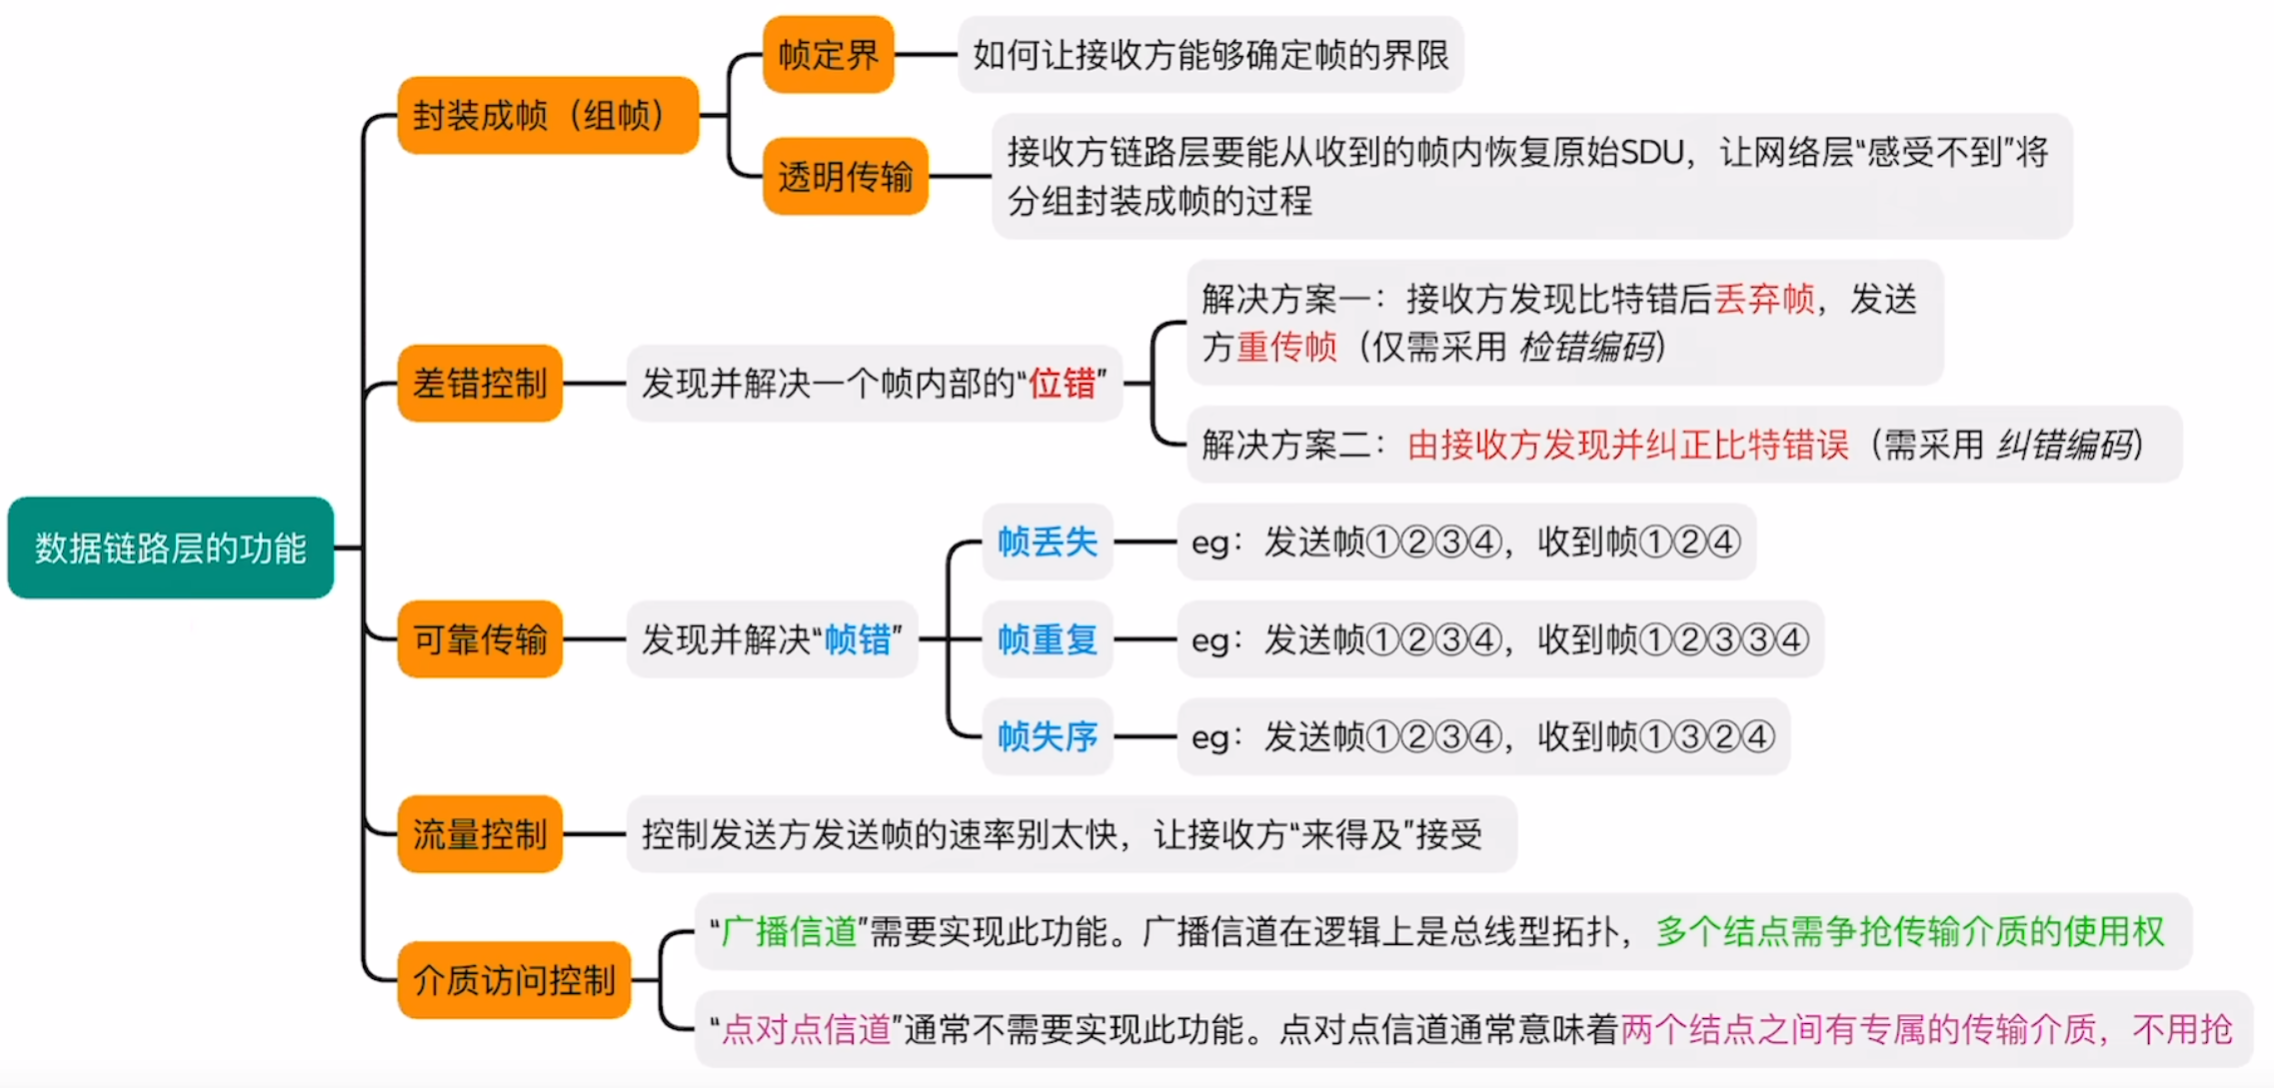 数据链路层的功能
封装成帧（组帧）
帧定界
如何让接收方能够确定帧的界限
透明传输
接收方链路层要能从收到的帧内恢复原始SDU，让网络层“感受不到”将
分组封装成帧的过程
差错控制
发现并解决一个帧内部的“位错”
解决方案一：接收方发现比特错后丢弃帧，发送
方重传帧（仅需采用 检错编码）
解决方案二：由接收方发现并纠正比特错误（需采用 纠错编码）
可靠传输
发现并解决“帧错”
帧丢失
eg：发送帧①②③④，收到帧①②④
帧重复
eg：发送帧①②③④，收到帧①②③③④
帧失序
eg：发送帧①②③④，收到帧①③②④
流量控制
控制发送方发送帧的速率别太快，让接收方“来得及”接受
介质访问控制
“广播信道”需要实现此功能。广播信道在逻辑上是总线型拓扑，多个结点需争抢传输介质的使用权
“点对点信道”通常不需要实现此功能。点对点信道通常意味着两个结点之间有专属的传输介质，不用抢